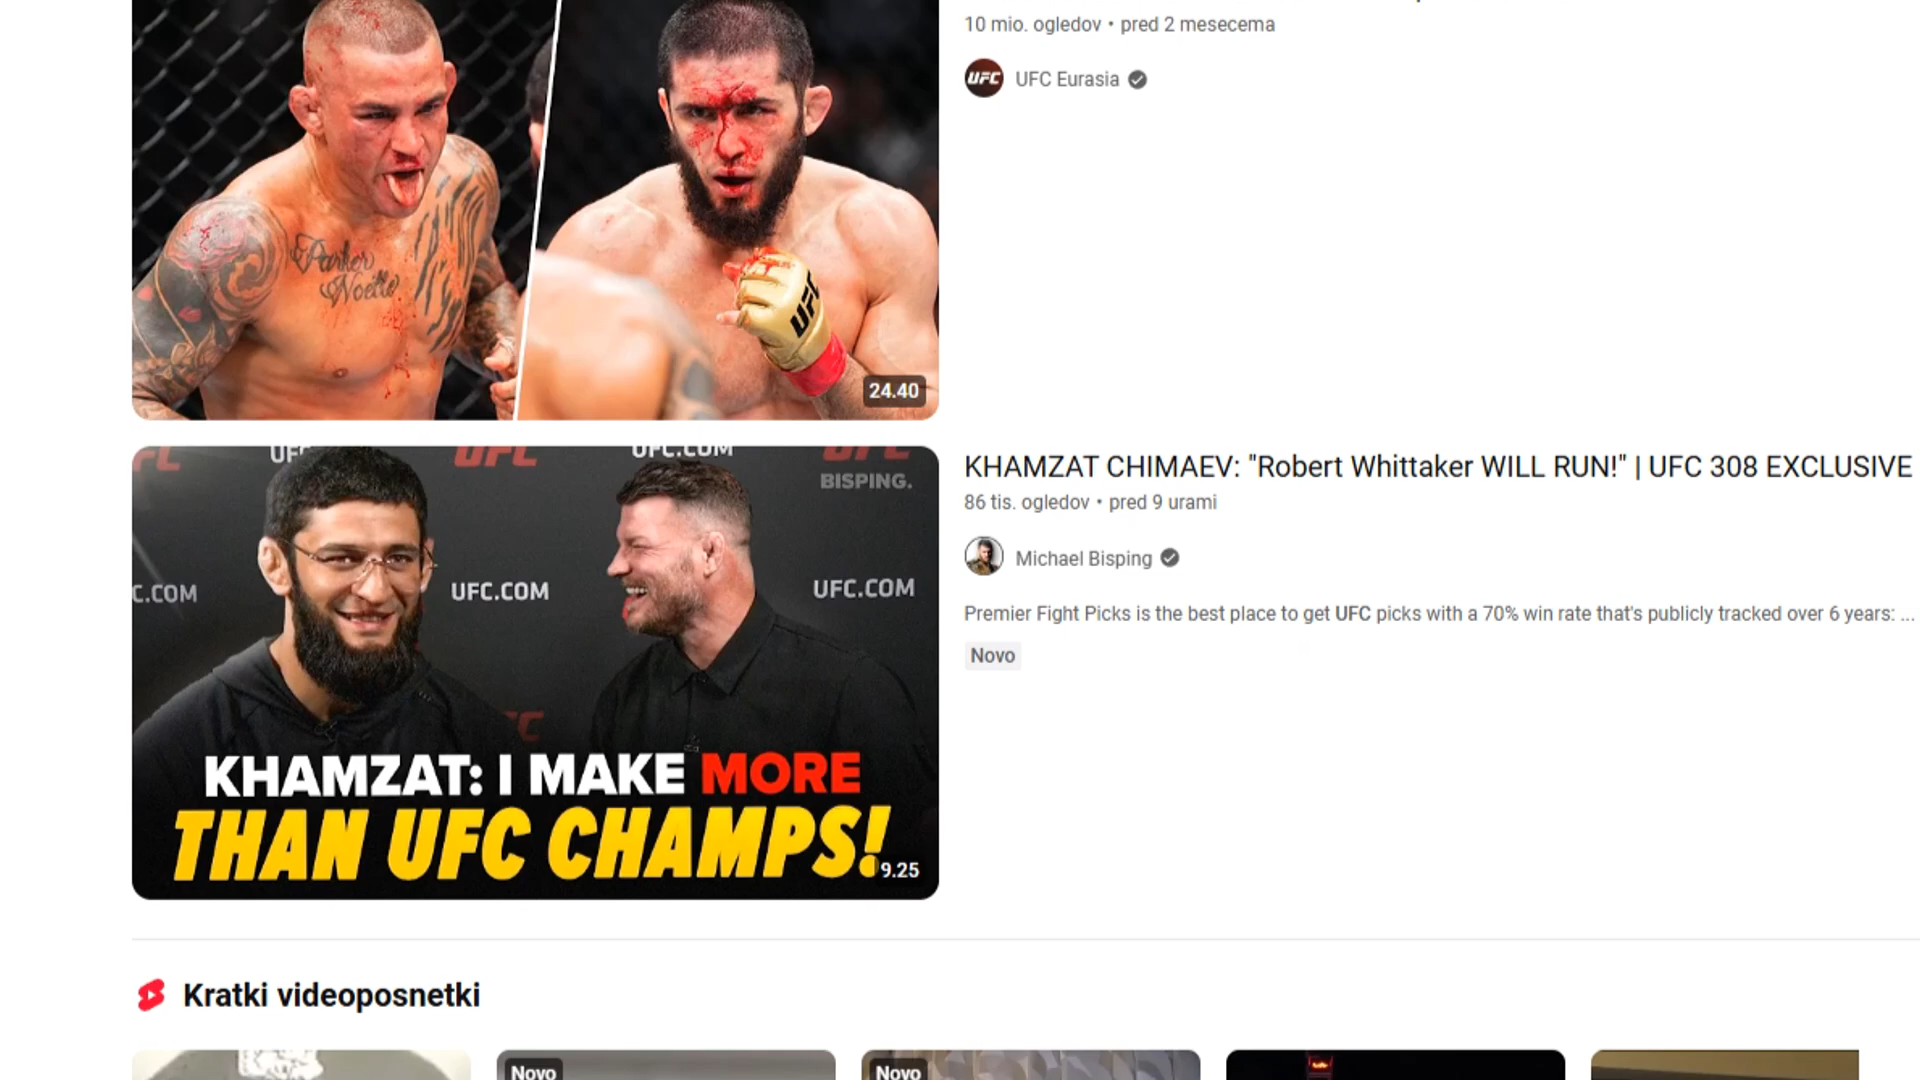 10 mio. ogledov • pred 2 mesecema
UFC
UFC Eurasia
Parker
Noelle
UFC
24.40
UFC
UFC.COM
UFC
BISPING.
C.COM
UFC.COM
UFC.COM
KHAMZAT: I MAKE MORE
THAN UFC CHAMPS!
9.25
KHAMZAT CHIMAEV: "Robert Whittaker WILL RUN!" | UFC 308 EXCLUSIVE
86 tis. ogledov • pred 9 urami
Michael Bisping
Premier Fight Picks is the best place to get UFC picks with a 70% win rate that's publicly tracked over 6 years: ...
Novo
Kratki videoposnetki
Novo
Novo